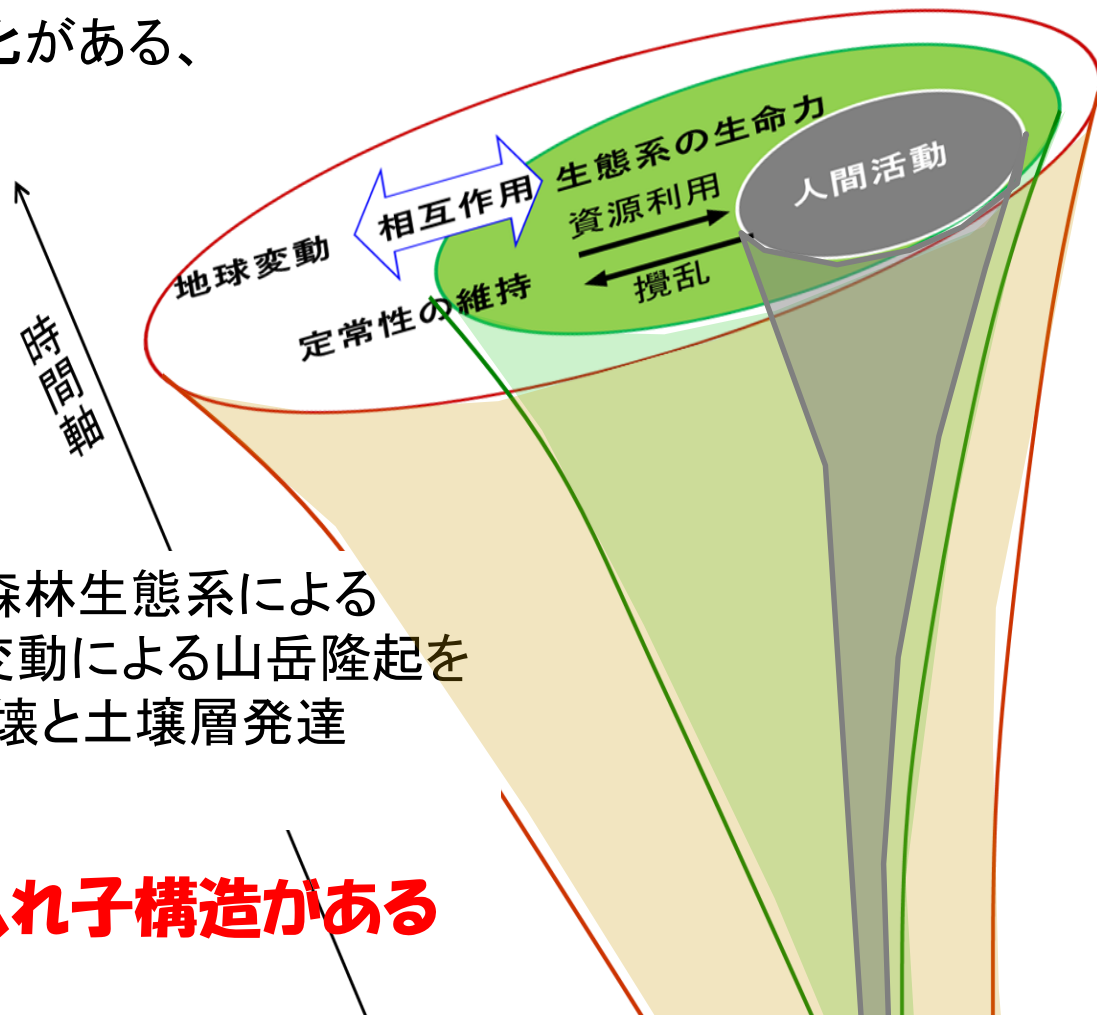 がある、
生態系の生命力
人間活動
資源利用
相互作用
攪乱
地球変動
定常性の維持
時間軸
森林生態系による
変動による山岳隆起を
壊と土壌層発達
れ子構造がある